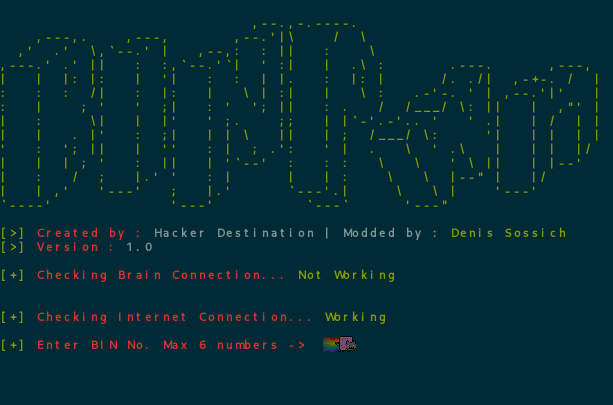 BINRehi
[>] Created by : Hacker Destination | Modded by : Denis Sossich
[>] Version : 1.0
[+] Checking Brain Connection... Not Working
[+] Checking Internet Connection... Working
[+] Enter BIN No. Max 6 numbers ->